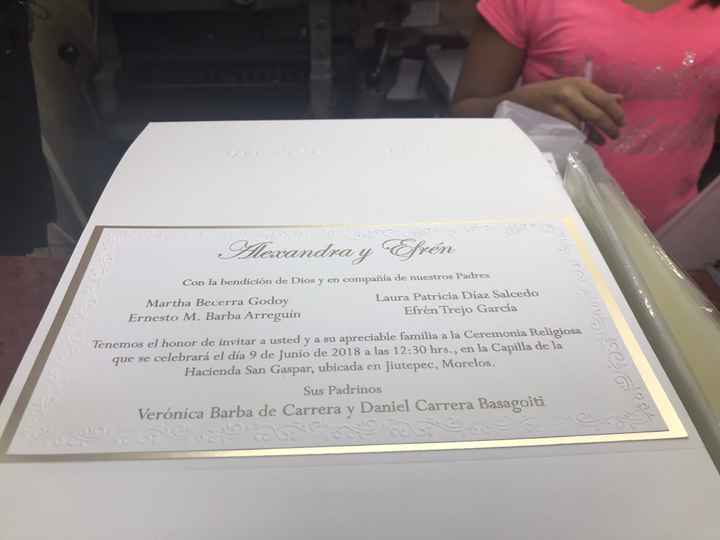 Alexandra y Efrén
Con la bendición de Dios y en compañía de nuestros Padres
Martha Becerra Godoy
Ernesto M. Barba Arreguin
Laura Patricia Díaz Salcedo
Efrén Trejo García
Tenemos el honor de invitar a usted y a su apreciable familia a la Ceremonia Religiosa
que se celebrará el día 9 de Junio de 2018 a las 12:30 hrs., en la Capilla de la
Hacienda San Gaspar, ubicada en Jiutepec, Morelos.
Sus Padrinos
Verónica Barba de Carrera y Daniel Carrera Basagoiti